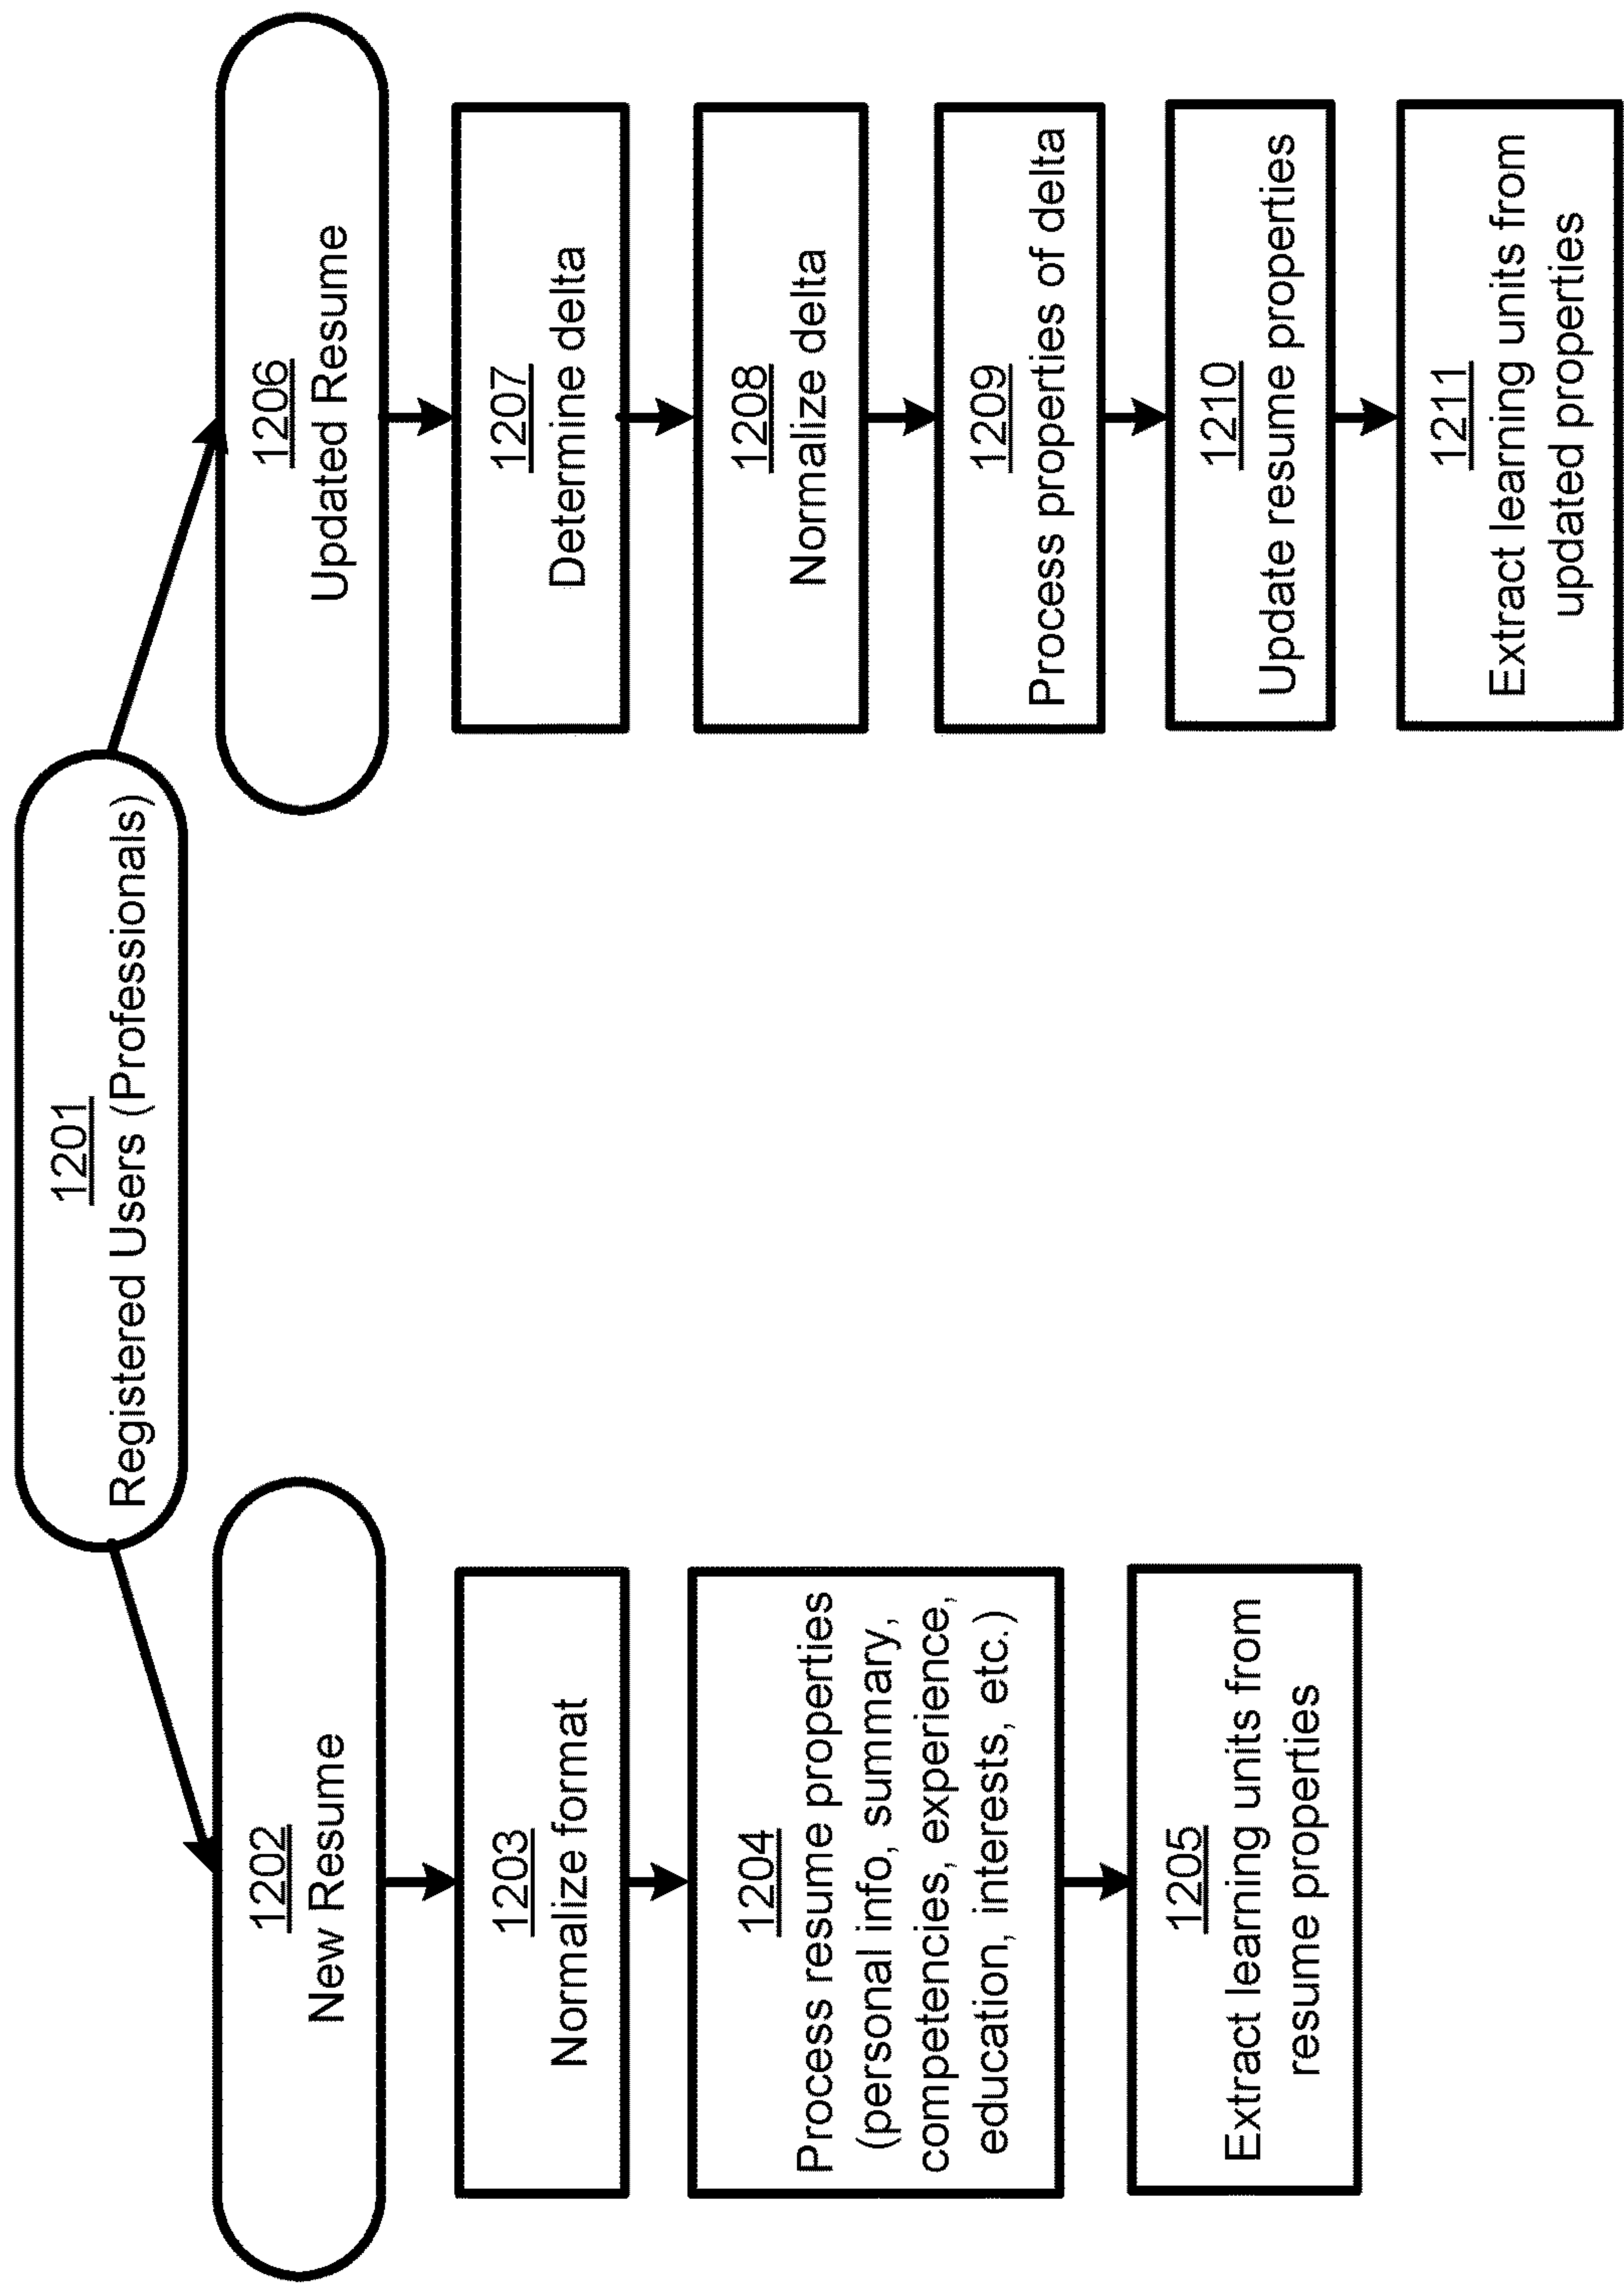 1201
Registered Users (Professionals)
1202
New Resume
1203
Normalize format
1204
Process resume properties
(personal info, summary,
competencies, experience,
education, interests, etc.)
1205
Extract learning units from
resume properties
1206
Updated Resume
1207
Determine delta
1208
Normalize delta
1209
Process properties of delta
1210
Update resume properties
1211
Extract learning units from
updated properties